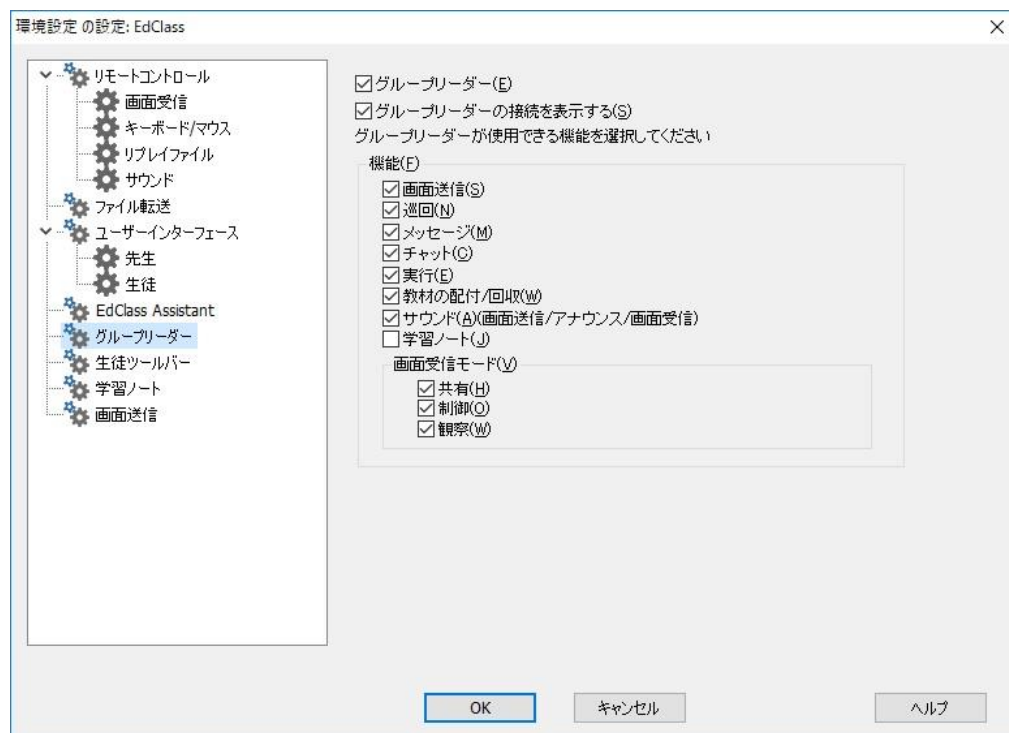 環境設定 の設定: EdClass
リモートコントロール
画面受信
キーボード/マウス
リプレイファイル
サウンド
ファイル転送
ユーザーインターフェース
先生
生徒
EdClass Assistant
グループリーダー
生徒ツールバー
学習ノート
画面送信
グループリーダー(E)
グループリーダーの接続を表示する(S)
グループリーダーが使用できる機能を選択してください
機能(F)
画面送信(S)
巡回(N)
メッセージ(M)
チャット(C)
実行(E)
教材の配付/回収(W)
サウンド(A)(画面送信/アナウンス/画面受信)
学習ノート(J)
画面受信モード(V)
共有(H)
制御(O)
観察(W)
OK
キャンセル
ヘルプ